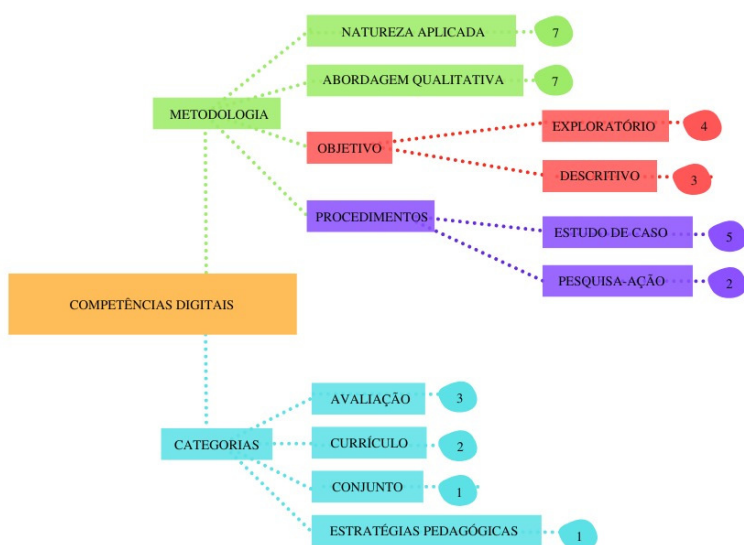 NATUREZA APLICADA 7
ABORDAGEM QUALITATIVA 7
METODOLOGIA
EXPLORATÓRIO 4
OBJETIVO
DESCRITIVO 3
PROCEDIMENTOS
ESTUDO DE CASO 5
PESQUISA-AÇÃO 2
COMPETÊNCIAS DIGITAIS
AVALIAÇÃO 3
CATEGORIAS
CURRÍCULO 2
CONJUNTO 1
ESTRATÉGIAS PEDAGÓGICAS 1